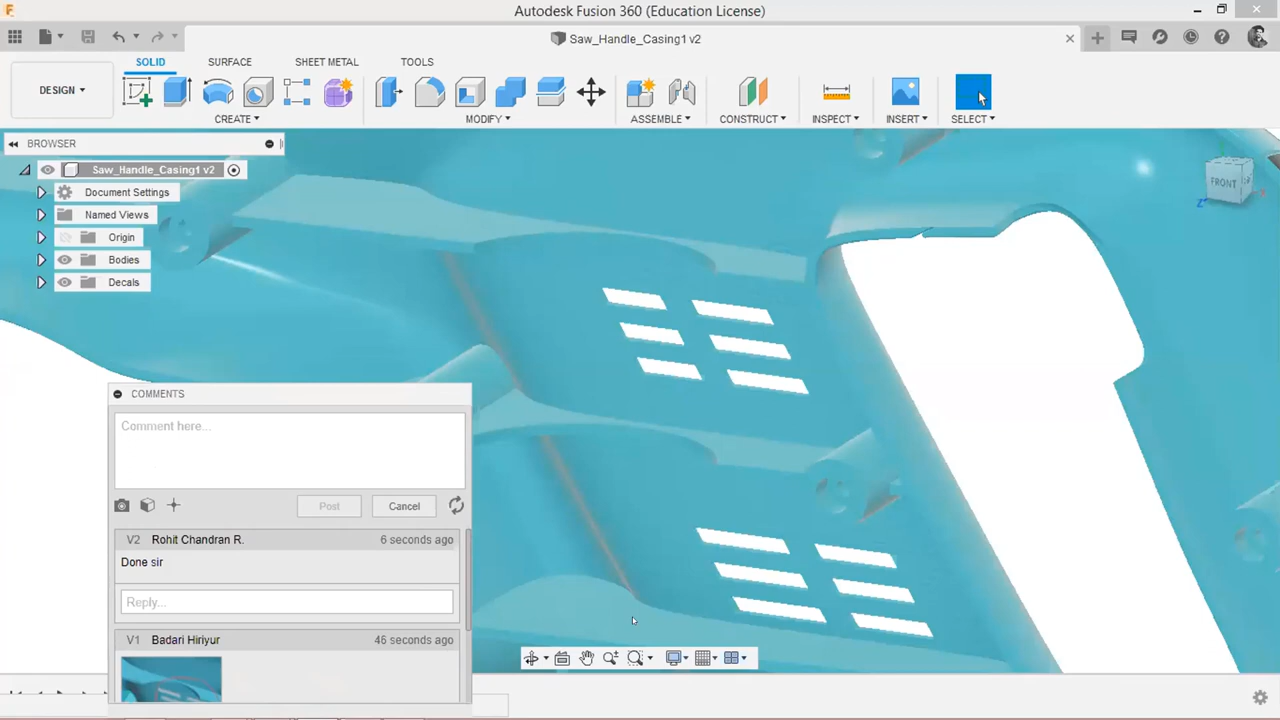 Autodesk Fusion 360 (Education License)
Saw_Handle_Casing1 v2
SOLID SURFACE SHEET METAL TOOLS
DESIGN
CREATE MODIFY ASSEMBLE CONSTRUCT INSPECT INSERT SELECT
BROWSER
Saw_Handle_Casing1 v2
Document Settings
Named Views
Origin
Bodies
Decals
FRONT
Z
COMMENTS
Comment here...
Post Cancel
V2 Rohit Chandran R. 6 seconds ago
Done sir
Reply...
V1 Badari Hiriyur 46 seconds ago